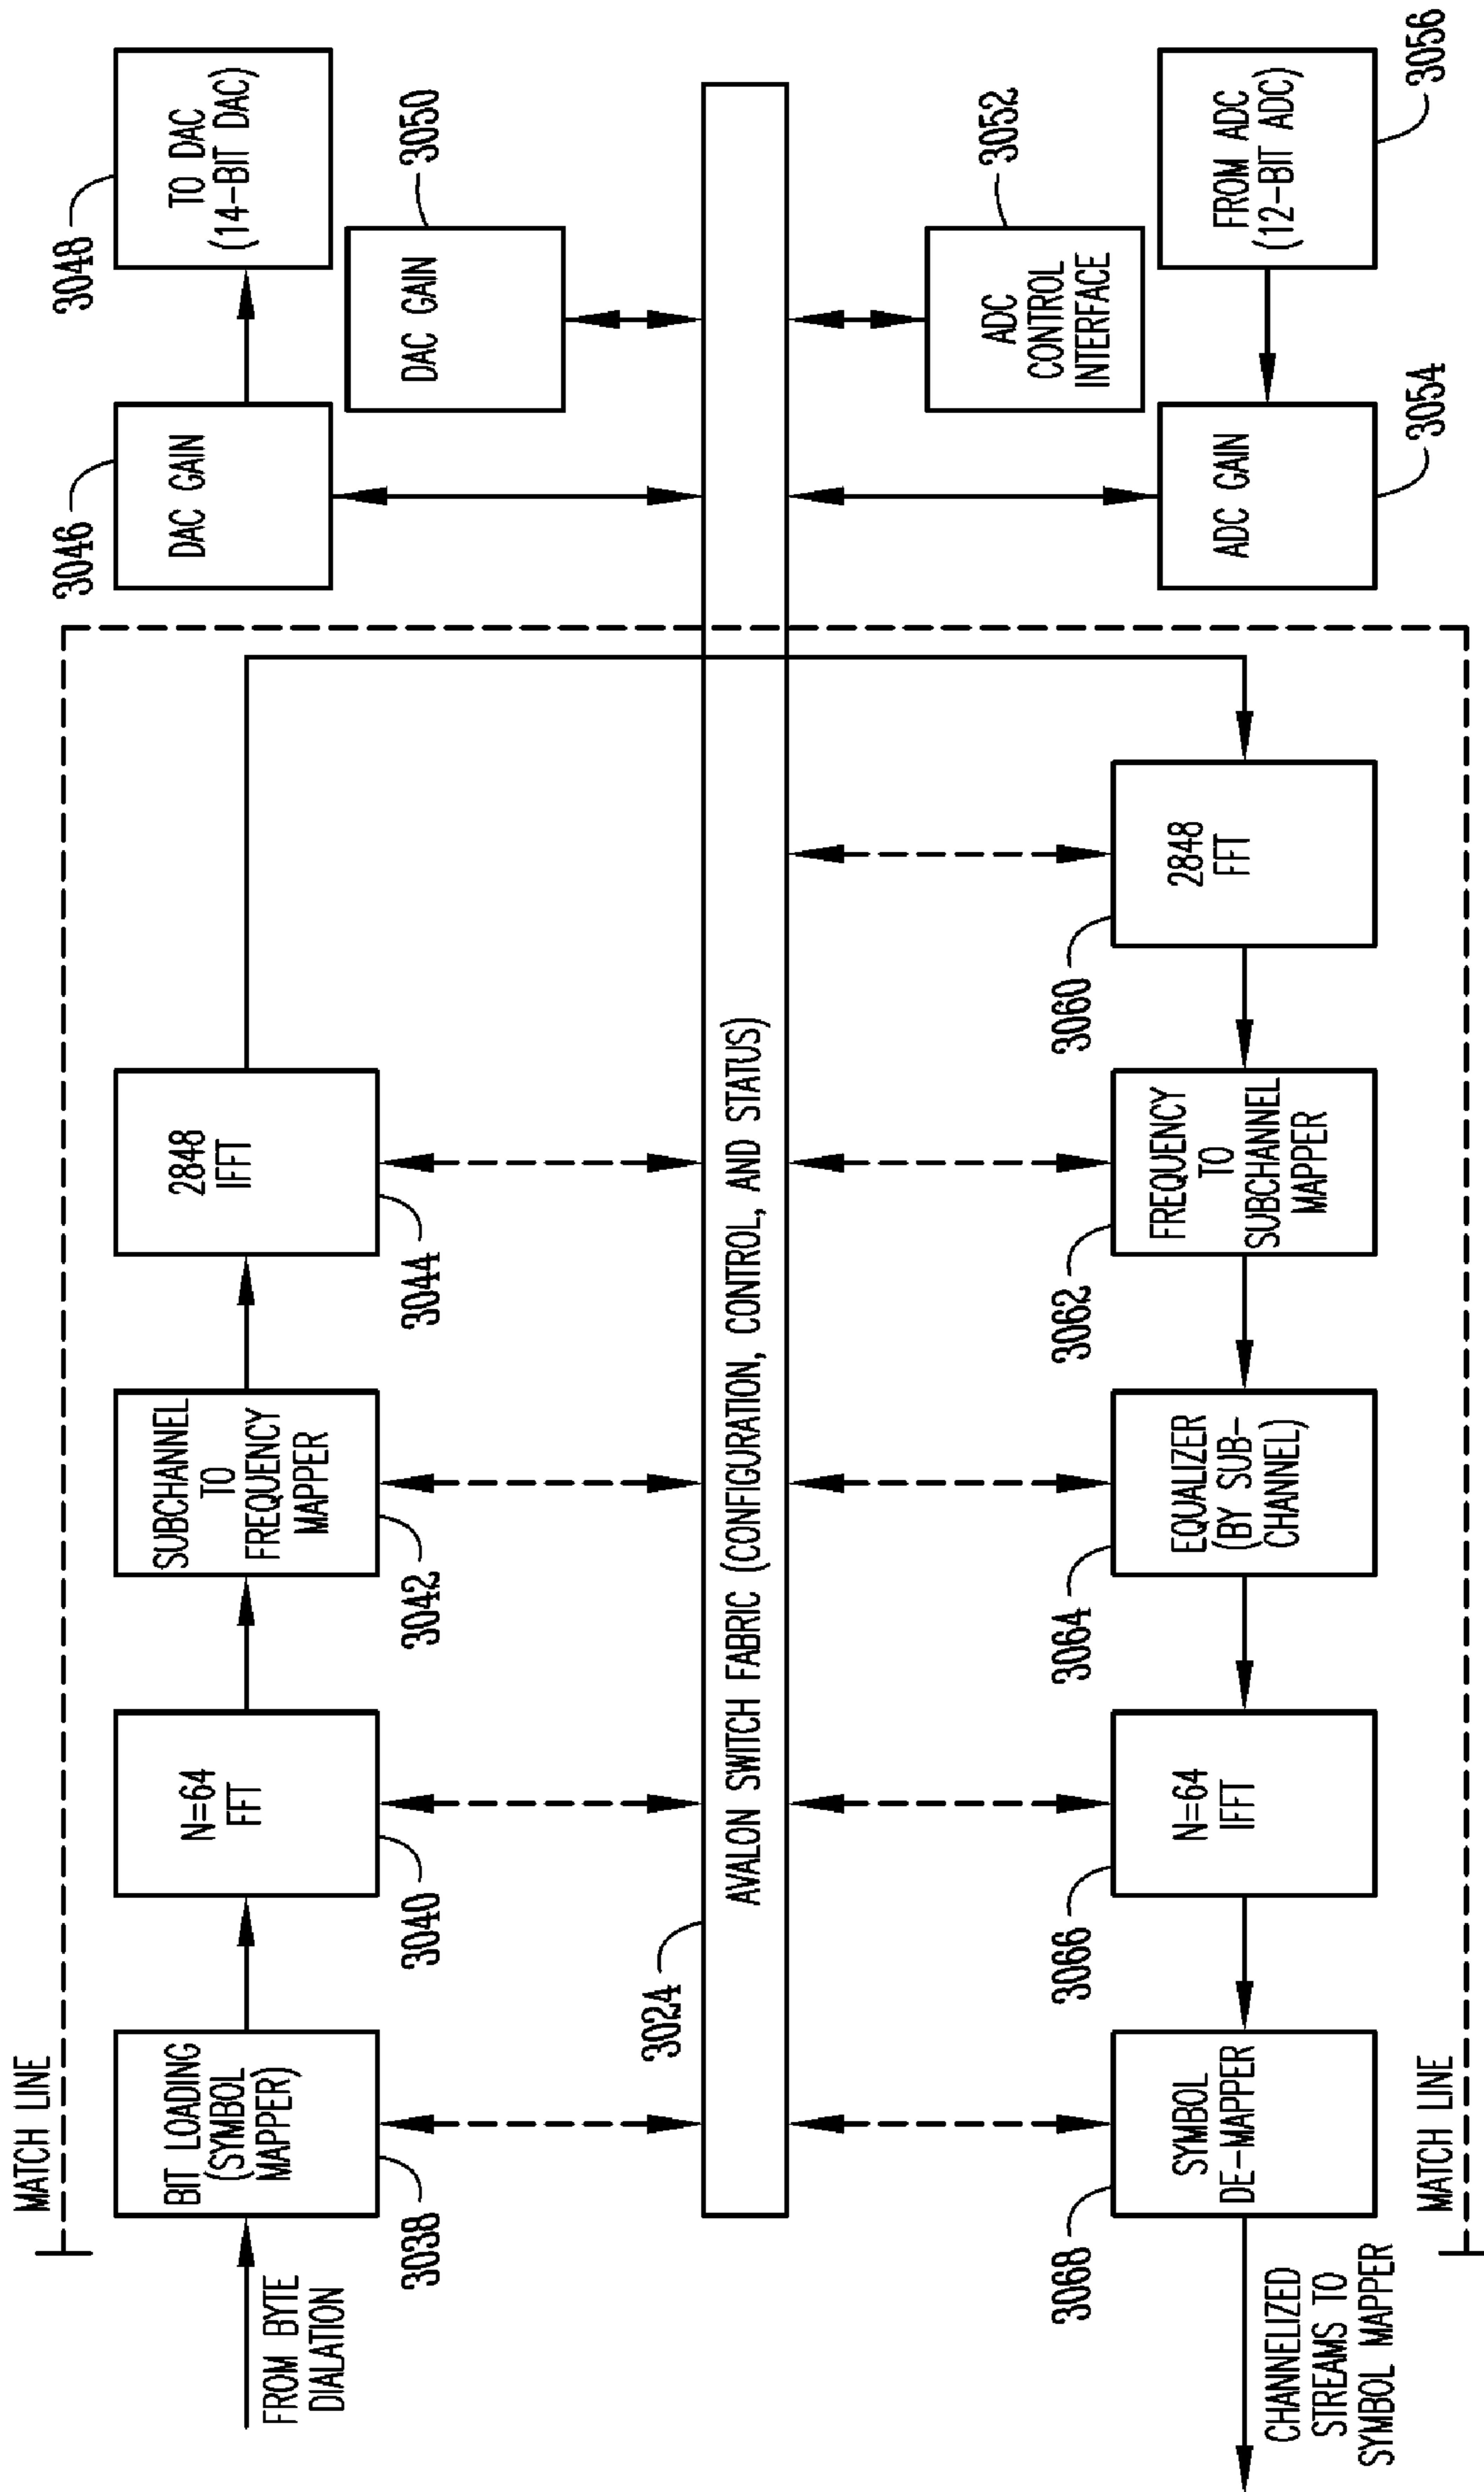 MATCH LINE
FROM BYTE
DIALATION
BIT LOADING
(SYMBOL
MAPPER)
3038
N=64
FFT
3040
SUBCHANNEL
TO
FREQUENCY
MAPPER
3042
2848
IFFT
3044
3046
DAC GAIN
3048
TO DAC
(14-BIT DAC)
DAC GAIN
3050
3024
AVALON SWITCH FABRIC (CONFIGURATION, CONTROL, AND STATUS)
ADC
CONTROL
INTERFACE
3052
ADC GAIN
3054
FROM ADC
(12-BIT ADC)
3056
3060
2848
FFT
3062
FREQUENCY
TO
SUBCHANNEL
MAPPER
3064
EQUALIZER
(BY SUB-
CHANNEL)
3066
N=64
IFFT
3068
SYMBOL
DE-MAPPER
CHANNELIZED
STREAMS TO
SYMBOL MAPPER
MATCH LINE